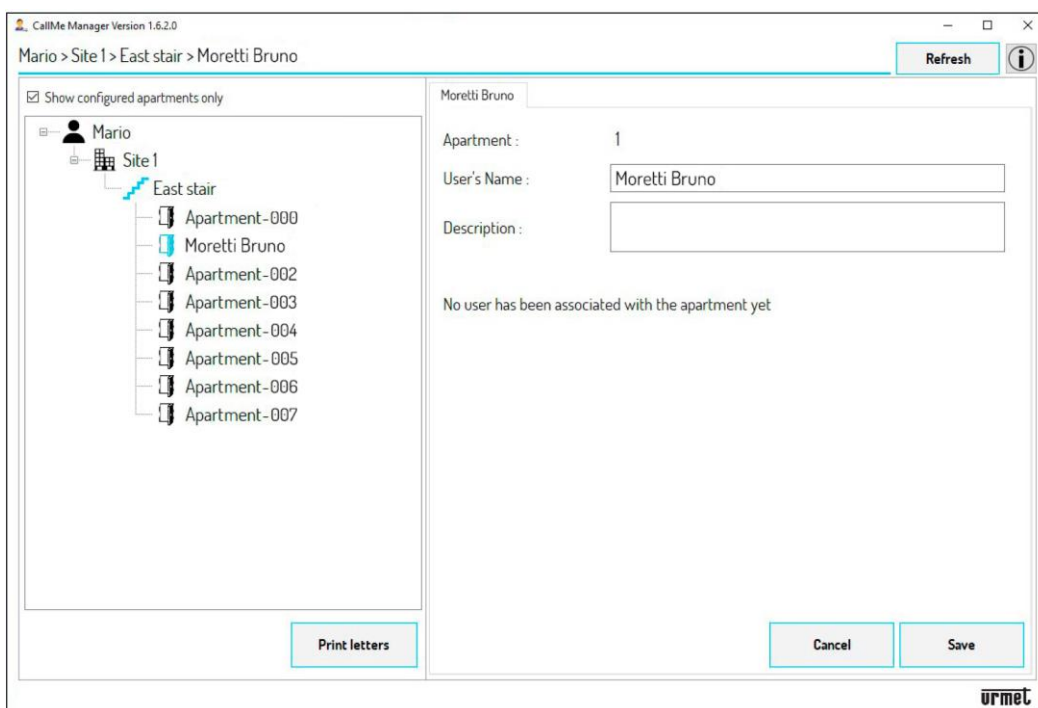 CallMe Manager Version 1.6.2.0
Mario > Site 1 > East stair > Moretti Bruno
Refresh
Show configured apartments only
Mario
Site 1
East stair
Apartment-000
Moretti Bruno
Apartment-002
Apartment-003
Apartment-004
Apartment-005
Apartment-006
Apartment-007
Print letters
Moretti Bruno
Apartment : 1
User's Name : Moretti Bruno
Description :
No user has been associated with the apartment yet
Cancel
Save
urmet